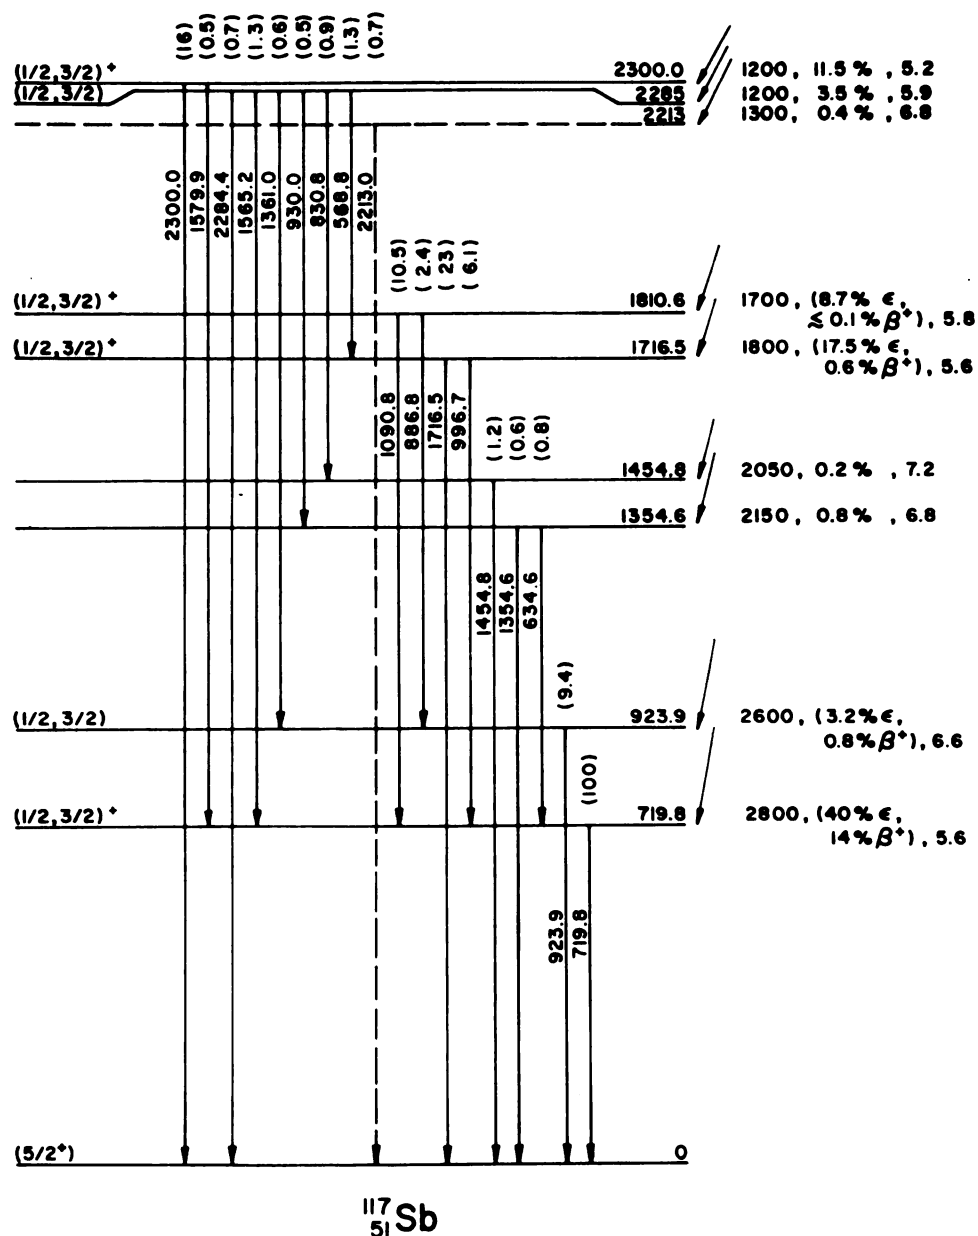 (16) (0.5) (0.7) (1.3) (0.6) (0.5) (0.9) (1.3) (0.7)
(1/2,3/2)⁺ 2300.0 1200, 11.5 % , 5.2
(1/2,3/2) 2285 1200, 3.5 % , 5.9
2213 1300, 0.4 % , 6.8
2300.0 1579.9 2284.4 1565.2 1361.0 930.0 830.8 568.8 2213.0
(10.5) (2.4) (23) (6.1)
(1/2,3/2)⁺ 1810.6 1700, (8.7% ϵ,
≲ 0.1% β⁺), 5.8
(1/2,3/2)⁺ 1716.5 1800, (17.5% ϵ,
0.6% β⁺), 5.6
1090.8 886.8 1716.5 996.7
(1.2) (0.6) (0.8)
1454.8 2050, 0.2 % , 7.2
1354.6 2150, 0.8 % , 6.8
1454.8 1354.6 634.6
(9.4)
(1/2,3/2) 923.9 2600, (3.2% ϵ,
0.8% β⁺), 6.6
(100)
(1/2,3/2)⁺ 719.8 2800, (40% ϵ,
14% β⁺), 5.6
923.9 719.8
(5/2⁺) 0
¹¹⁷₅₁Sb